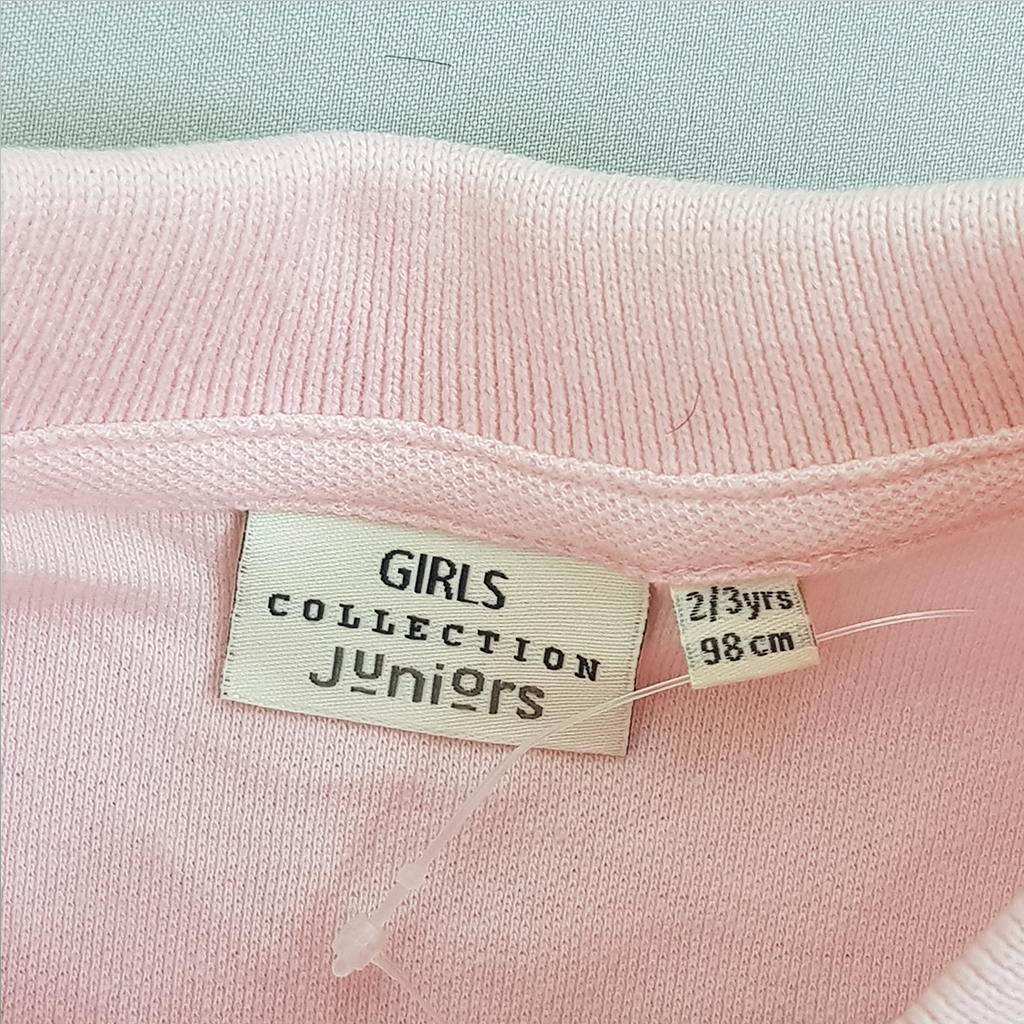 GIRLS
COLLECTION
Juniors
2/3yrs
98 cm